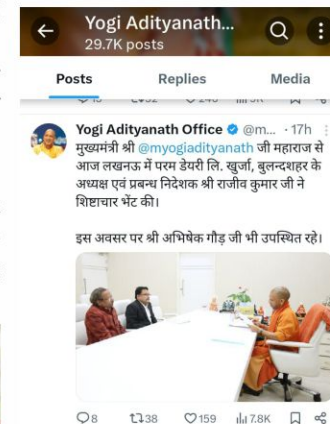 Yogi Adityanath...
29.7K posts
Posts Replies Media
Yogi Adityanath Office @m... · 17h
मुख्यमंत्री श्री @myogiadityanath जी महाराज से
आज लखनऊ में परम डेयरी लि. खुर्जा, बुलन्दशहर के
अध्यक्ष एवं प्रबन्ध निदेशक श्री राजीव कुमार जी ने
शिष्टाचार भेंट की।
इस अवसर पर श्री अभिषेक गौड़ जी भी उपस्थित रहे।
8 38 159 7.8K